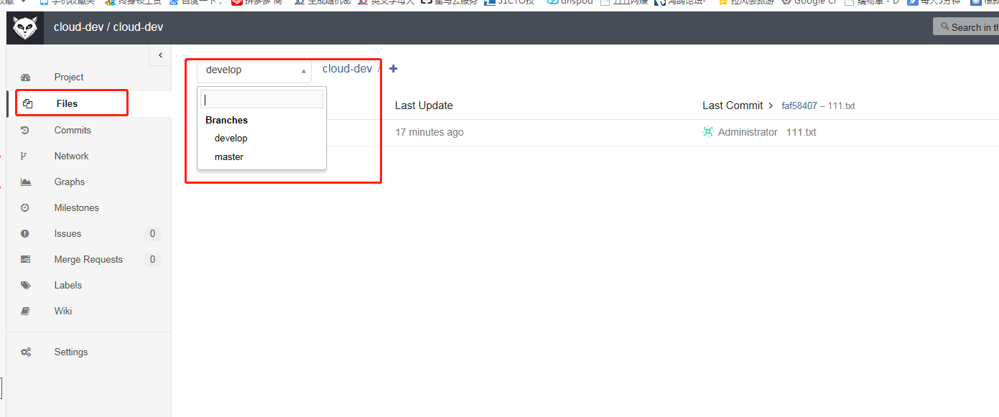 cloud-dev / cloud-dev
Search in th
Project
Files
Commits
Network
Graphs
Milestones
Issues 0
Merge Requests 0
Labels
Wiki
Settings
develop
cloud-dev /
Branches
develop
master
Last Update
Last Commit > faf58407 – 111.txt
17 minutes ago
Administrator 111.txt